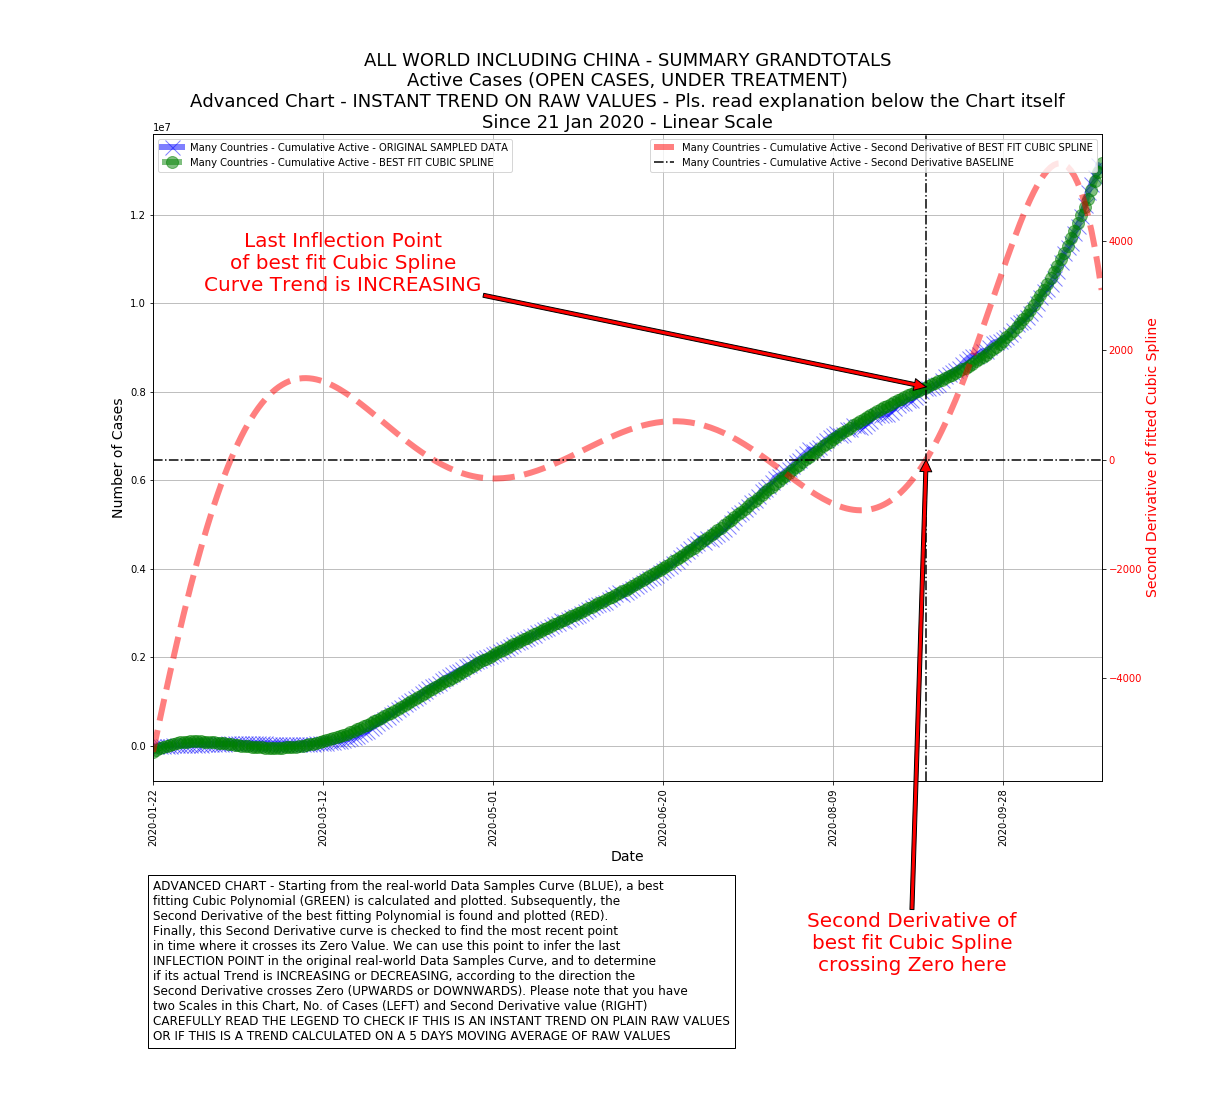 ALL WORLD INCLUDING CHINA - SUMMARY GRANDTOTALS
Active Cases (OPEN CASES, UNDER TREATMENT)
Advanced Chart - INSTANT TREND ON RAW VALUES - Pls. read explanation below the Chart itself
Since 21 Jan 2020 - Linear Scale
1e7
Many Countries - Cumulative Active - ORIGINAL SAMPLED DATA
Many Countries - Cumulative Active - BEST FIT CUBIC SPLINE
Many Countries - Cumulative Active - Second Derivative of BEST FIT CUBIC SPLINE
Many Countries - Cumulative Active - Second Derivative BASELINE
Last Inflection Point
of best fit Cubic Spline
Curve Trend is INCREASING
Number of Cases
1.2
1.0
0.8
0.6
0.4
0.2
0.0
4000
2000
0
−2000
−4000
Second Derivative of fitted Cubic Spline
2020-01-22
2020-03-12
2020-05-01
2020-06-20
2020-08-09
2020-09-28
Date
ADVANCED CHART - Starting from the real-world Data Samples Curve (BLUE), a best
fitting Cubic Polynomial (GREEN) is calculated and plotted. Subsequently, the
Second Derivative of the best fitting Polynomial is found and plotted (RED).
Finally, this Second Derivative curve is checked to find the most recent point
in time where it crosses its Zero Value. We can use this point to infer the last
INFLECTION POINT in the original real-world Data Samples Curve, and to determine
if its actual Trend is INCREASING or DECREASING, according to the direction the
Second Derivative crosses Zero (UPWARDS or DOWNWARDS). Please note that you have
two Scales in this Chart, No. of Cases (LEFT) and Second Derivative value (RIGHT)
CAREFULLY READ THE LEGEND TO CHECK IF THIS IS AN INSTANT TREND ON PLAIN RAW VALUES
OR IF THIS IS A TREND CALCULATED ON A 5 DAYS MOVING AVERAGE OF RAW VALUES
Second Derivative of
best fit Cubic Spline
crossing Zero here